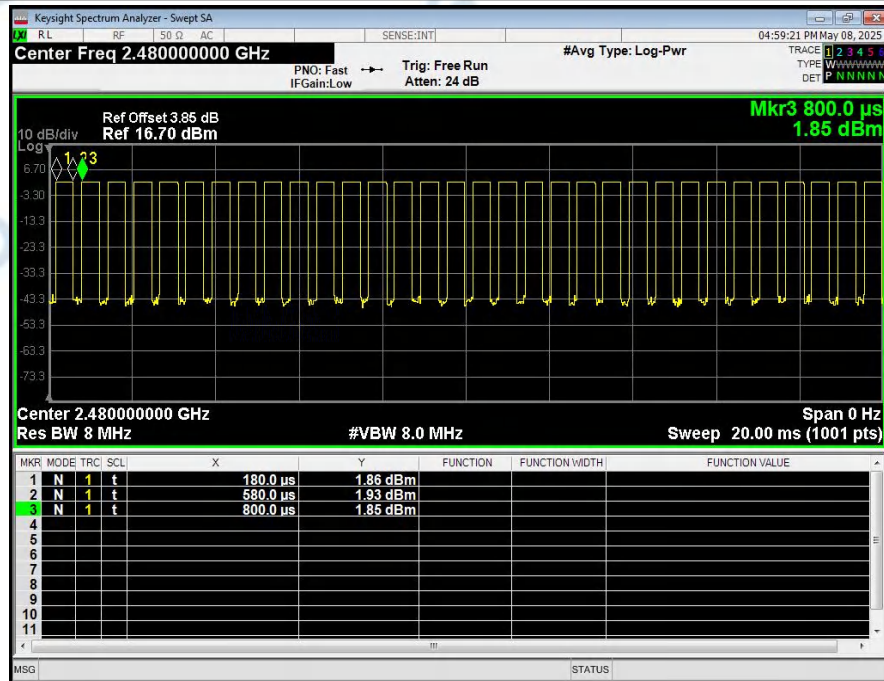 Keysight Spectrum Analyzer - Swept SA
LXI RL RF 50 Ω AC SENSE:INT 04:59:21 PM May 08, 2025
Center Freq 2.480000000 GHz #Avg Type: Log-Pwr TRACE 1 2 3 4 5 6
PNO: Fast Trig: Free Run TYPE W
IFGain:Low Atten: 24 dB DET P N N N N
Mkr3 800.0 µs
Ref Offset 3.85 dB
10 dB/div Ref 16.70 dBm 1.85 dBm
Log
1 2 3
6.70
-3.30
-13.3
-23.3
-33.3
-43.3
-53.3
-63.3
-73.3
Center 2.480000000 GHz Span 0 Hz
Res BW 8 MHz #VBW 8.0 MHz Sweep 20.00 ms (1001 pts)
MKR MODE TRC SCL X Y FUNCTION FUNCTION WIDTH FUNCTION VALUE
1 N 1 t 180.0 µs 1.86 dBm
2 N 1 t 580.0 µs 1.93 dBm
3 N 1 t 800.0 µs 1.85 dBm
4
5
6
7
8
9
10
11
MSG STATUS